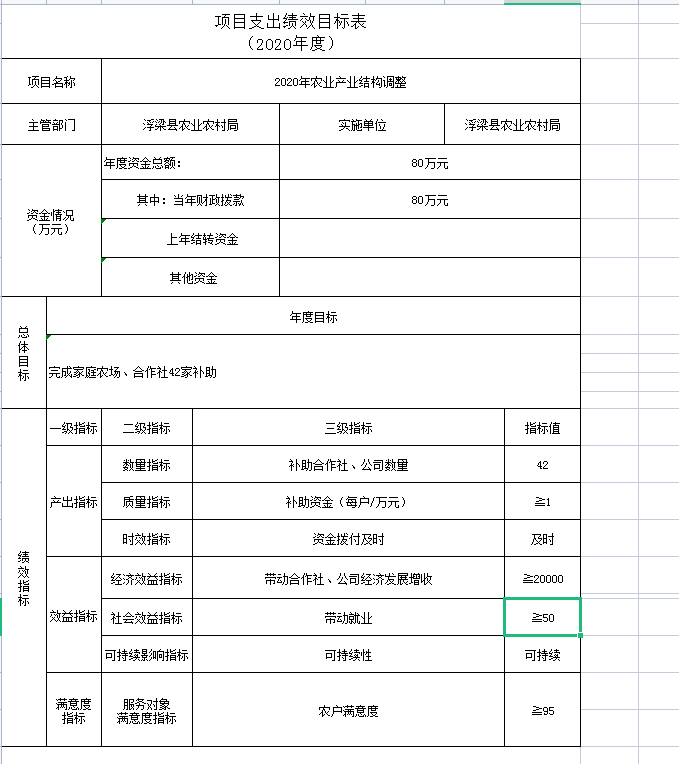 项目支出绩效目标表
（2020年度）
项目名称
2020年农业产业结构调整
主管部门
浮梁县农业农村局
实施单位
浮梁县农业农村局
资金情况
（万元）
年度资金总额：
80万元
其中：当年财政拨款
80万元
上年结转资金
其他资金
总体目标
年度目标
完成家庭农场、合作社42家补助
绩效指标
一级指标
二级指标
三级指标
指标值
产出指标
数量指标
补助合作社、公司数量
42
质量指标
补助资金（每户/万元）
≧1
时效指标
资金拨付及时
及时
效益指标
经济效益指标
带动合作社、公司经济发展增收
≧20000
社会效益指标
带动就业
≧50
可持续影响指标
可持续性
可持续
满意度
指标
服务对象
满意度指标
农户满意度
≧95